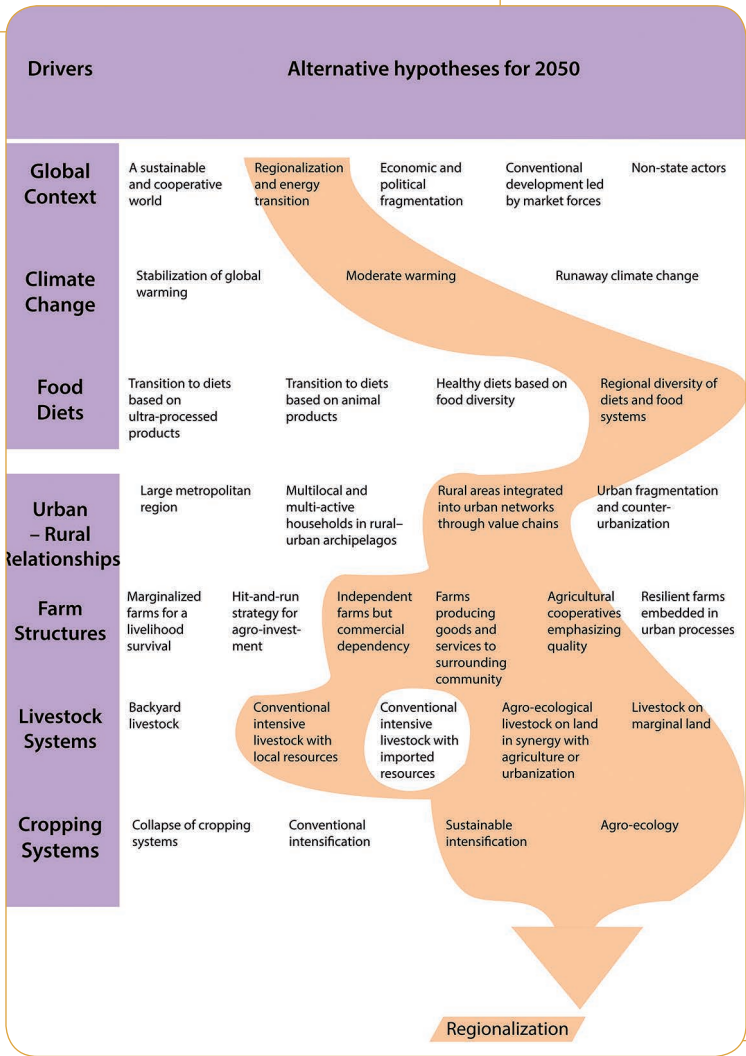 Drivers
Alternative hypotheses for 2050
Global
Context
A sustainable
and cooperative
world
Regionalization
and energy
transition
Economic and
political
fragmentation
Conventional
development led
by market forces
Non-state actors
Climate
Change
Stabilization of global
warming
Moderate warming
Runaway climate change
Food
Diets
Transition to diets
based on
ultra-processed
products
Transition to diets
based on animal
products
Healthy diets based on
food diversity
Regional diversity of
diets and food
systems
Urban
– Rural
Relationships
Large metropolitan
region
Multilocal and
multi-active
households in rural–
urban archipelagos
Rural areas integrated
into urban networks
through value chains
Urban fragmentation
and counter-
urbanization
Farm
Structures
Marginalized
farms for a
livelihood
survival
Hit-and-run
strategy for
agro-invest-
ment
Independent
farms but
commercial
dependency
Farms
producing
goods and
services to
surrounding
community
Agricultural
cooperatives
emphasizing
quality
Resilient farms
embedded in
urban processes
Livestock
Systems
Backyard
livestock
Conventional
intensive
livestock with
local resources
Conventional
intensive
livestock with
imported
resources
Agro-ecological
livestock on land
in synergy with
agriculture or
urbanization
Livestock on
marginal land
Cropping
Systems
Collapse of cropping
systems
Conventional
intensification
Sustainable
intensification
Agro-ecology
Regionalization